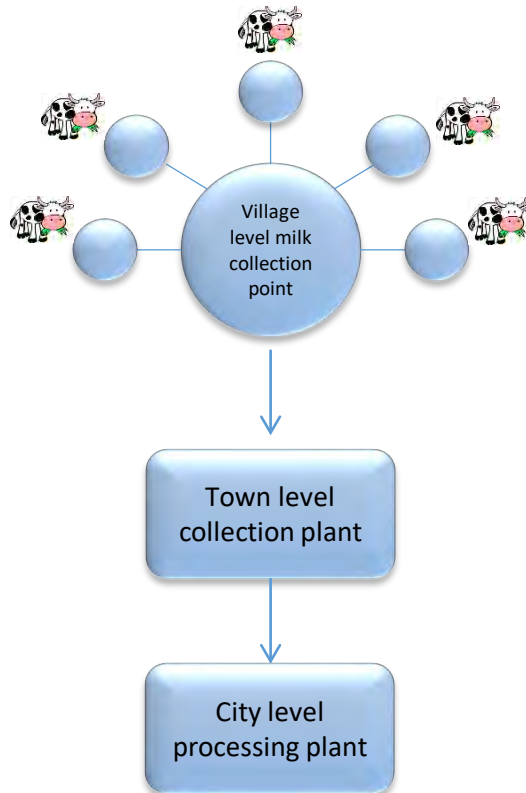 Village
level milk
collection
point
Town level
collection plant
City level
processing plant